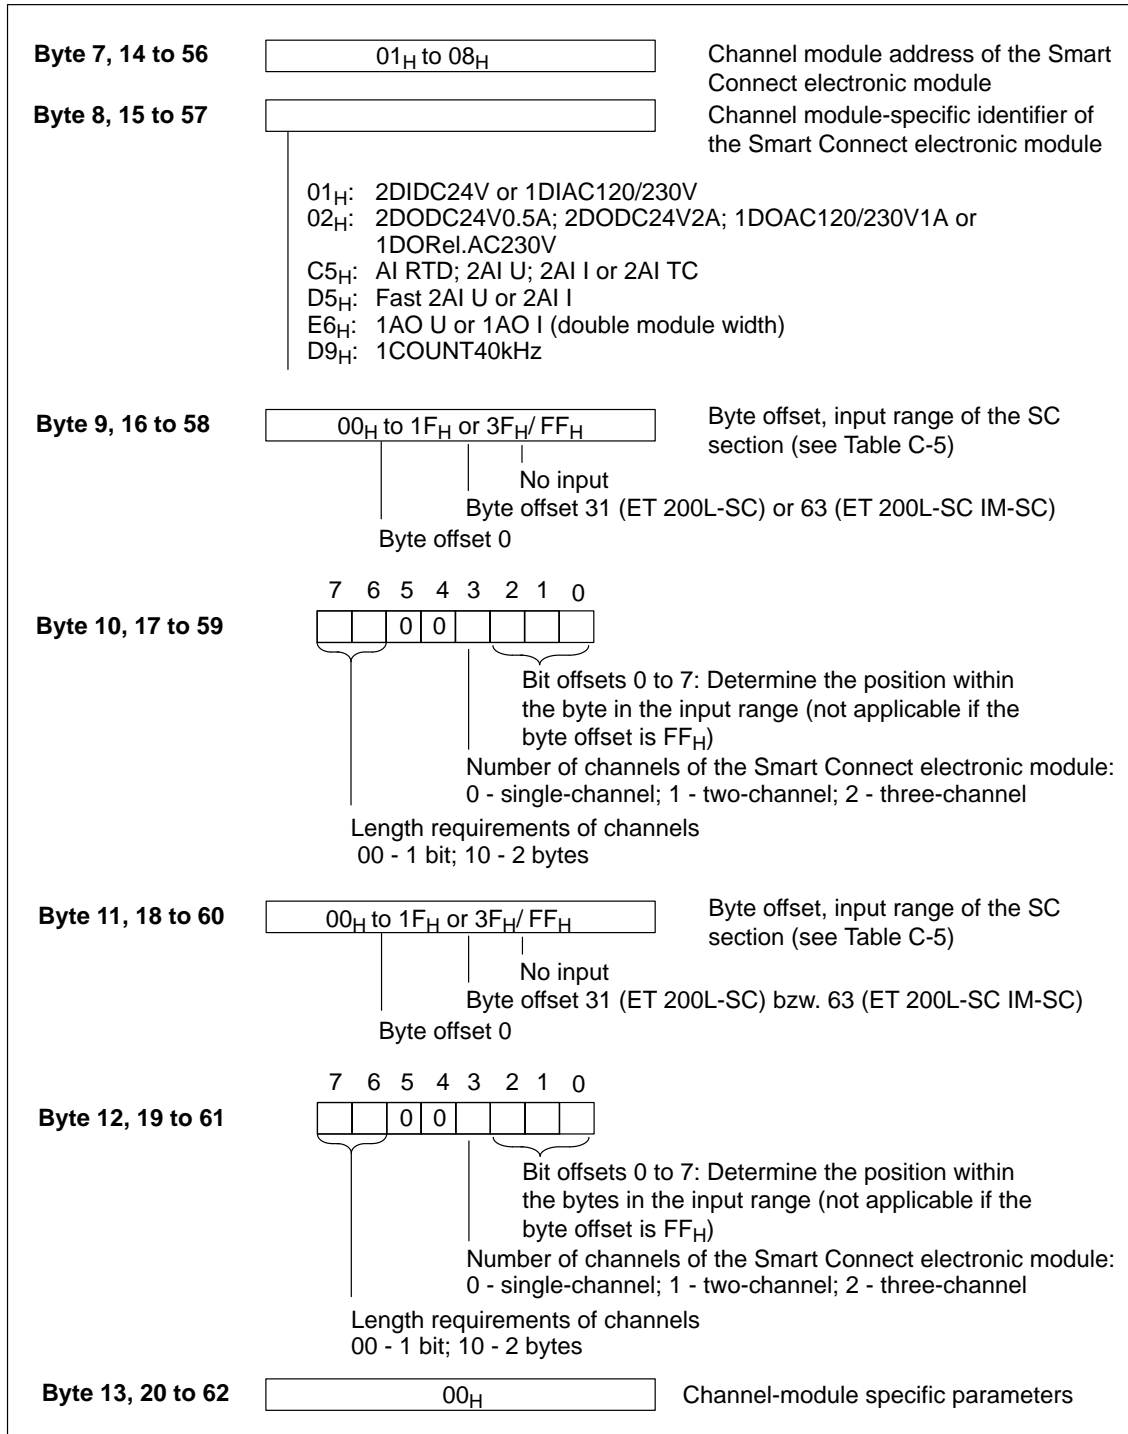 Byte 7, 14 to 56
01H to 08H
Channel module address of the Smart
Connect electronic module
Byte 8, 15 to 57
Channel module-specific identifier of
the Smart Connect electronic module
01H: 2DIDC24V or 1DIAC120/230V
02H: 2DODC24V0.5A; 2DODC24V2A; 1DOAC120/230V1A or
1DORel.AC230V
C5H: AI RTD; 2AI U; 2AI I or 2AI TC
D5H: Fast 2AI U or 2AI I
E6H: 1AO U or 1AO I (double module width)
D9H: 1COUNT40kHz
Byte 9, 16 to 58
00H to 1FH or 3FH/ FFH
Byte offset, input range of the SC
section (see Table C-5)
No input
Byte offset 31 (ET 200L-SC) or 63 (ET 200L-SC IM-SC)
Byte offset 0
7 6 5 4 3 2 1 0
Byte 10, 17 to 59
0 0
Bit offsets 0 to 7: Determine the position within
the byte in the input range (not applicable if the
byte offset is FFH)
Number of channels of the Smart Connect electronic module:
0 - single-channel; 1 - two-channel; 2 - three-channel
Length requirements of channels
00 - 1 bit; 10 - 2 bytes
Byte 11, 18 to 60
00H to 1FH or 3FH/ FFH
Byte offset, input range of the SC
section (see Table C-5)
No input
Byte offset 31 (ET 200L-SC) bzw. 63 (ET 200L-SC IM-SC)
Byte offset 0
7 6 5 4 3 2 1 0
Byte 12, 19 to 61
0 0
Bit offsets 0 to 7: Determine the position within
the bytes in the input range (not applicable if the
byte offset is FFH)
Number of channels of the Smart Connect electronic module:
0 - single-channel; 1 - two-channel; 2 - three-channel
Length requirements of channels
00 - 1 bit; 10 - 2 bytes
Byte 13, 20 to 62
00H
Channel-module specific parameters